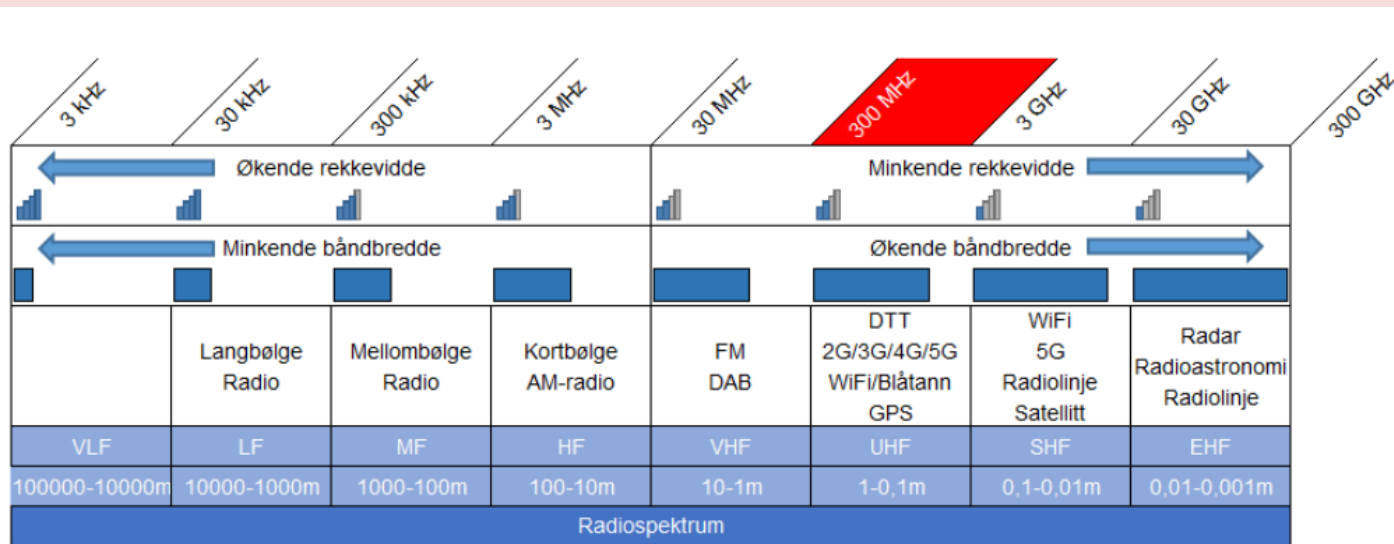 3 kHz
30 kHz
300 kHz
3 MHz
30 MHz
300 MHz
3 GHz
30 GHz
300 GHz
Økende rekkevidde
Minkende rekkevidde
Minkende båndbredde
Økende båndbredde
Langbølge
Radio
Mellombølge
Radio
Kortbølge
AM-radio
FM
DAB
DTT
2G/3G/4G/5G
WiFi/Blåtann
GPS
WiFi
5G
Radiolinje
Satellitt
Radar
Radioastronomi
Radiolinje
VLF
LF
MF
HF
VHF
UHF
SHF
EHF
100000-10000m
10000-1000m
1000-100m
100-10m
10-1m
1-0,1m
0,1-0,01m
0,01-0,001m
Radiospektrum